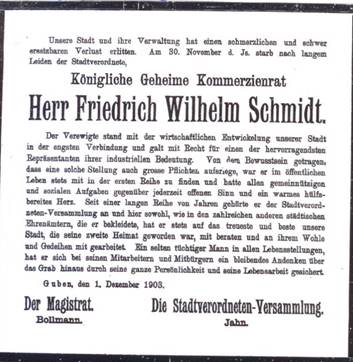 Unsere Stadt und ihre Verwaltung hat einen schmerzlichen und schwer
ersetzbaren Verlust erlitten. Am 30. November d. Js. starb nach langem
Leiden der Stadtverordnete,
Königliche Geheime Kommerzienrat
Herr Friedrich Wilhelm Schmidt.
Der Verewigte stand mit der wirtschaftlichen Entwickelung unserer Stadt
in der engsten Verbindung und galt mit Recht für einen der hervorragendsten
Repräsentanten ihrer industriellen Bedeutung. Von dem Bewusstsein getragen,
dass eine solche Stellung auch grosse Pflichten auferlege, war er im öffentlichen
Leben stets mit in der ersten Reihe zu finden und hatte allen gemeinnützigen
und sozialen Aufgaben gegenüber jederzeit offenen Sinn und ein warmes hülfs-
bereites Herz. Seit einer langen Reihe von Jahren gehörte er der Stadtverord-
neten-Versammlung an und hier sowohl, wie in den zahlreichen anderen städtischen
Ehrenämtern, die er bekleidete, hat er stets auf das treueste und beste unsere
Stadt, die seine zweite Heimat geworden war, mit beraten und an ihrem Wohle
und Gedeihen mit gearbeitet. Ein selten tüchtiger Mann in allen Lebensstellungen,
hat er sich bei seinen Mitarbeitern und Mitbürgern ein bleibendes Andenken über
das Grab hinaus durch seine ganze Persönlichkeit und seine Lebensarbeit gesichert.
Guben, den 1. Dezember 1903.
Der Magistrat. Die Stadtverordneten-Versammlung.
Bollmann. Jahn.